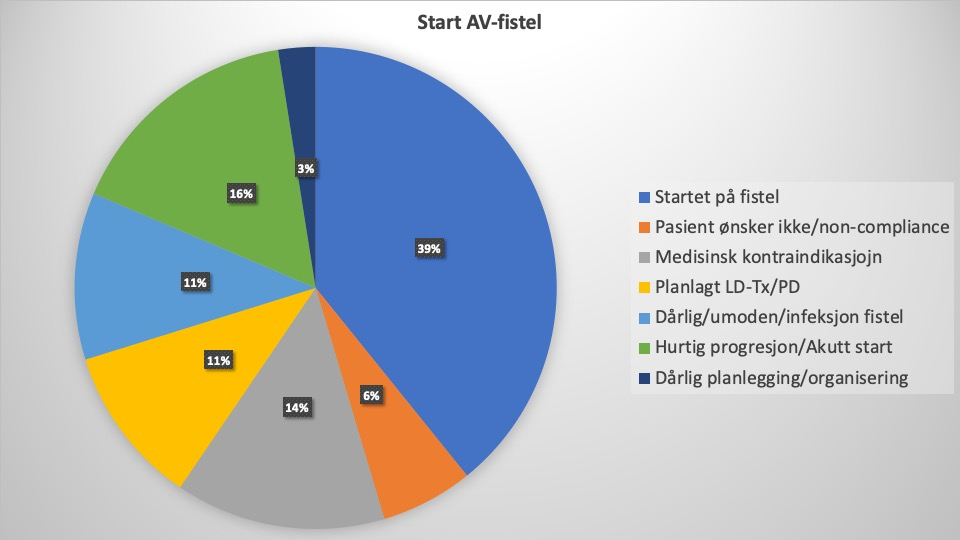 Start AV-fistel
3%
16%
39%
11%
11%
6%
14%
Startet på fistel
Pasient ønsker ikke/non-compliance
Medisinsk kontraindikasjojn
Planlagt LD-Tx/PD
Dårlig/umoden/infeksjon fistel
Hurtig progresjon/Akutt start
Dårlig planlegging/organisering